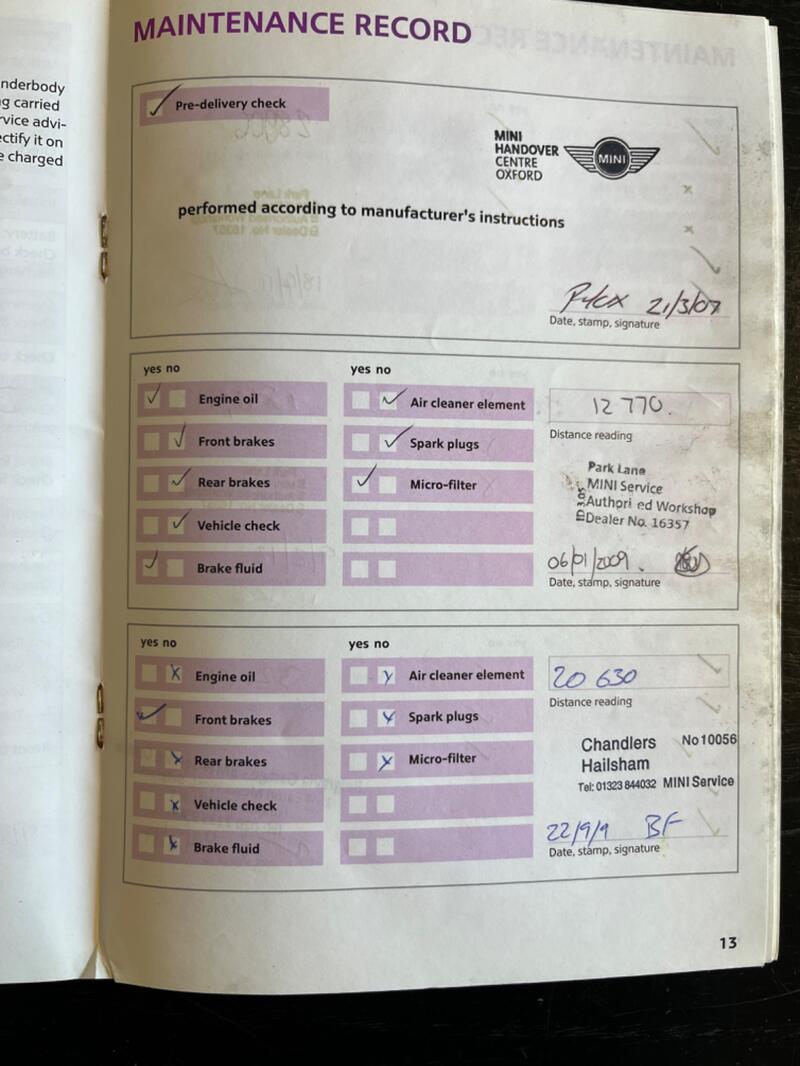 nderbody
g carried
rvice advi-
ectify it on
e charged
MAINTENANCE RECORD
Pre-delivery check
MINI
HANDOVER
CENTRE
OXFORD
MINI
performed according to manufacturer's instructions
21/3/07
Date, stamp, signature
yes no
yes no
Engine oil
Air cleaner element
12 770.
Front brakes
Spark plugs
Distance reading
Rear brakes
Micro-filter
Vehicle check
Brake fluid
Park Lane
MINI Service
Authori ed Workshop
Dealer No. 16357
06/01/2009.
Date, stamp, signature
yes no
yes no
Engine oil
Air cleaner element
20 630
Front brakes
Spark plugs
Distance reading
Rear brakes
Micro-filter
Vehicle check
Brake fluid
Chandlers No 10056
Hailsham
Tel: 01323 844032 MINI Service
22/9/9 BF
Date, stamp, signature
13